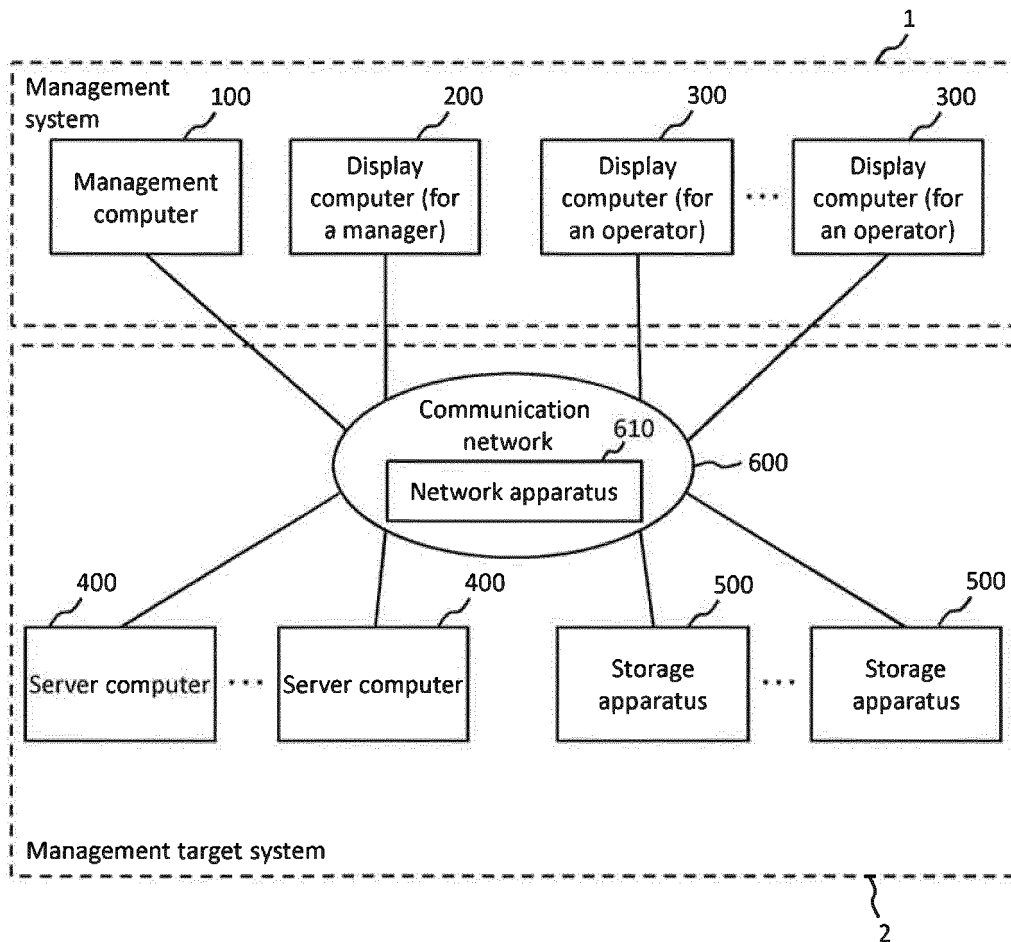 1
Management
system
100
200
300
300
Management
computer
Display
computer (for
a manager)
Display
computer (for
an operator)
...
Display
computer (for
an operator)
Communication
network
610
600
Network apparatus
400
400
500
500
Server computer
...
Server computer
Storage
apparatus
...
Storage
apparatus
Management target system
2